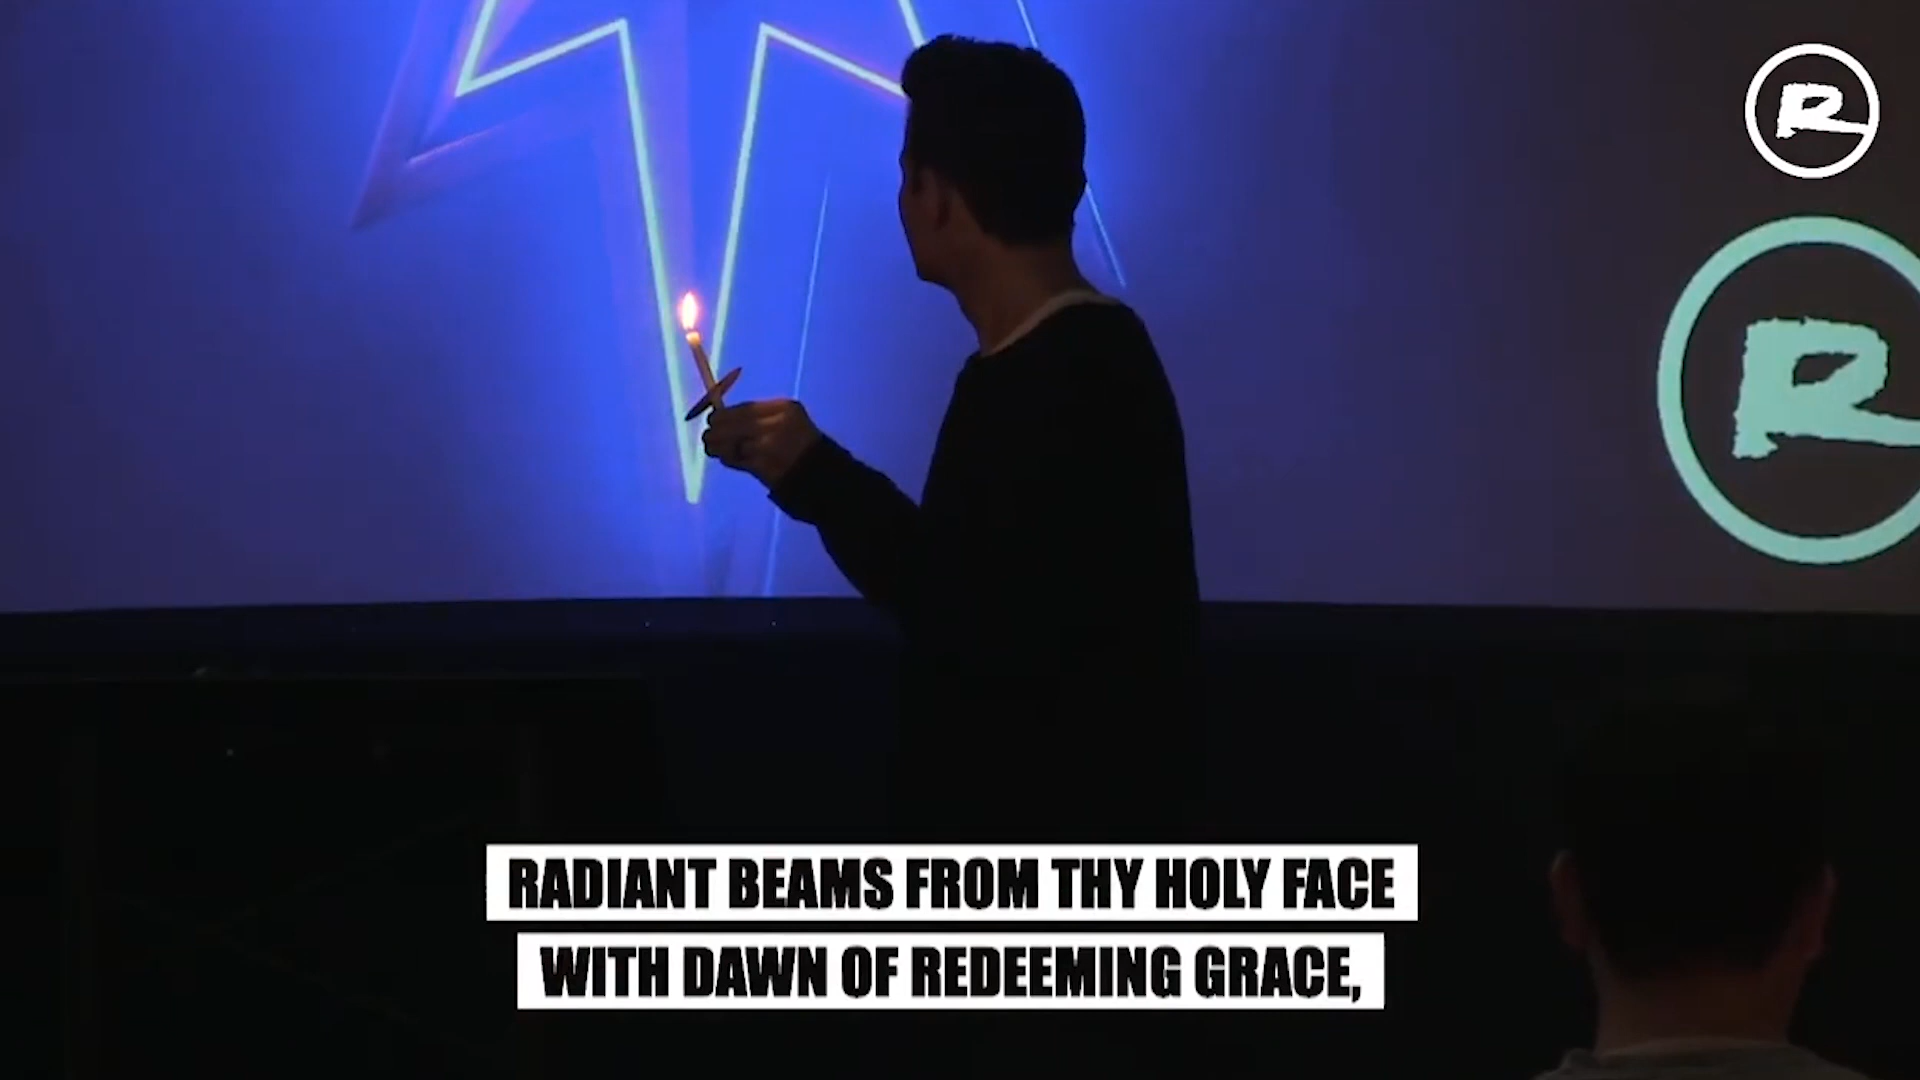 R
R
RADIANT BEAMS FROM THY HOLY FACE
WITH DAWN OF REDEEMING GRACE,